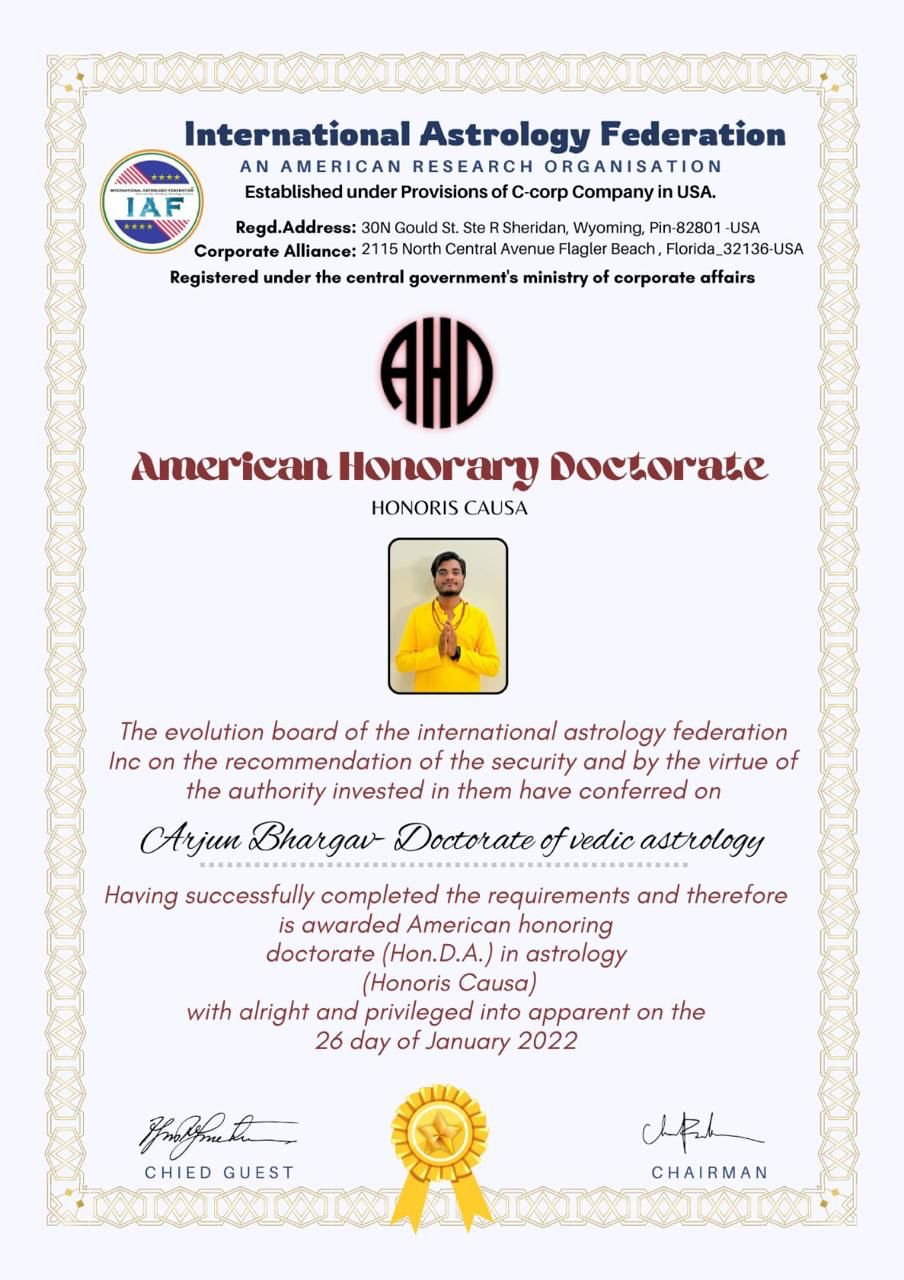 International Astrology Federation
AN AMERICAN RESEARCH ORGANISATION
Established under Provisions of C-corp Company in USA.
INTERNATIONAL ASTROLOGY FEDERATION
IAF
Regd.Address: 30N Gould St. Ste R Sheridan, Wyoming, Pin-82801 -USA
Corporate Alliance: 2115 North Central Avenue Flagler Beach , Florida_32136-USA
Registered under the central government's ministry of corporate affairs
AHD
American Honorary Doctorate
HONORIS CAUSA
The evolution board of the international astrology federation
Inc on the recommendation of the security and by the virtue of
the authority invested in them have conferred on
Arjun Bhargav- Doctorate of vedic astrology
Having successfully completed the requirements and therefore
is awarded American honoring
doctorate (Hon.D.A.) in astrology
(Honoris Causa)
with alright and privileged into apparent on the
26 day of January 2022
CHIED GUEST
CHAIRMAN